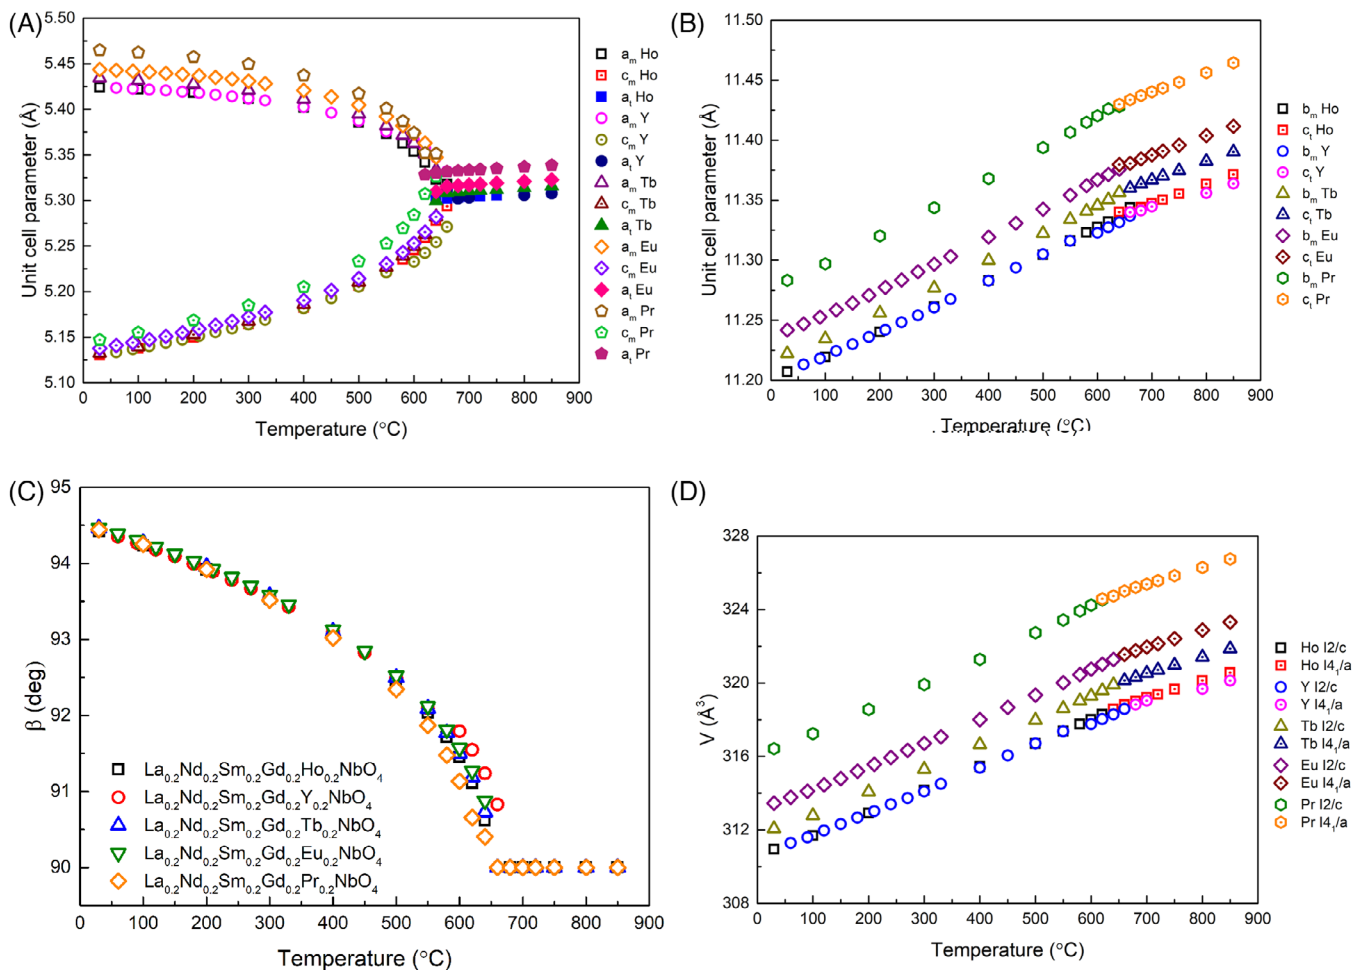 (A)
5.50
5.45
5.40
5.35
5.30
5.25
5.20
5.15
5.10
Unit cell parameter (Å)
0 100 200 300 400 500 600 700 800 900
Temperature (°C)
aₘ Ho
cₘ Ho
aₜ Ho
aₘ Y
cₘ Y
aₜ Y
aₘ Tb
cₘ Tb
aₜ Tb
aₘ Eu
cₘ Eu
aₜ Eu
aₘ Pr
cₘ Pr
aₜ Pr
(B)
11.50
11.45
11.40
11.35
11.30
11.25
11.20
Unit cell parameter (Å)
0 100 200 300 400 500 600 700 800 900
Temperature (°C)
bₘ Ho
cₜ Ho
bₘ Y
cₜ Y
bₘ Tb
cₜ Tb
bₘ Eu
cₜ Eu
bₘ Pr
cₜ Pr
(C)
95
94
93
92
91
90
β (deg)
La₀.₂Nd₀.₂Sm₀.₂Gd₀.₂Ho₀.₂NbO₄
La₀.₂Nd₀.₂Sm₀.₂Gd₀.₂Y₀.₂NbO₄
La₀.₂Nd₀.₂Sm₀.₂Gd₀.₂Tb₀.₂NbO₄
La₀.₂Nd₀.₂Sm₀.₂Gd₀.₂Eu₀.₂NbO₄
La₀.₂Nd₀.₂Sm₀.₂Gd₀.₂Pr₀.₂NbO₄
0 100 200 300 400 500 600 700 800 900
Temperature (°C)
(D)
328
324
320
316
312
308
V (Å³)
0 100 200 300 400 500 600 700 800 900
Temperature (°C)
Ho I2/c
Ho I4₁/a
Y I2/c
Y I4₁/a
Tb I2/c
Tb I4₁/a
Eu I2/c
Eu I4₁/a
Pr I2/c
Pr I4₁/a